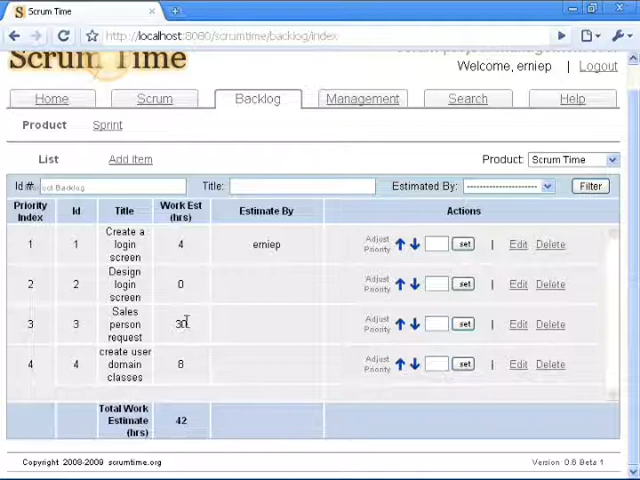 Scrum Time
http://localhost:8080/scrumtime/backlog/index
Scrum Time
Welcome, erniep | Logout
Home Scrum Backlog Management Search Help
Product Sprint
List Add Item Product: Scrum Time
Id #: Backlog Title: Estimated By: ---------------------- Filter
Priority Index Id Title Work Est (hrs) Estimate By Actions
1 1 Create a login screen 4 erniep Adjust Priority set | Edit Delete
2 2 Design login screen 0 Adjust Priority set | Edit Delete
3 3 Sales person request 30 Adjust Priority set | Edit Delete
4 4 create user domain classes 8 Adjust Priority set | Edit Delete
Total Work Estimate (hrs) 42
Copyright 2008-2009 scrumtime.org Version 0.6 Beta 1